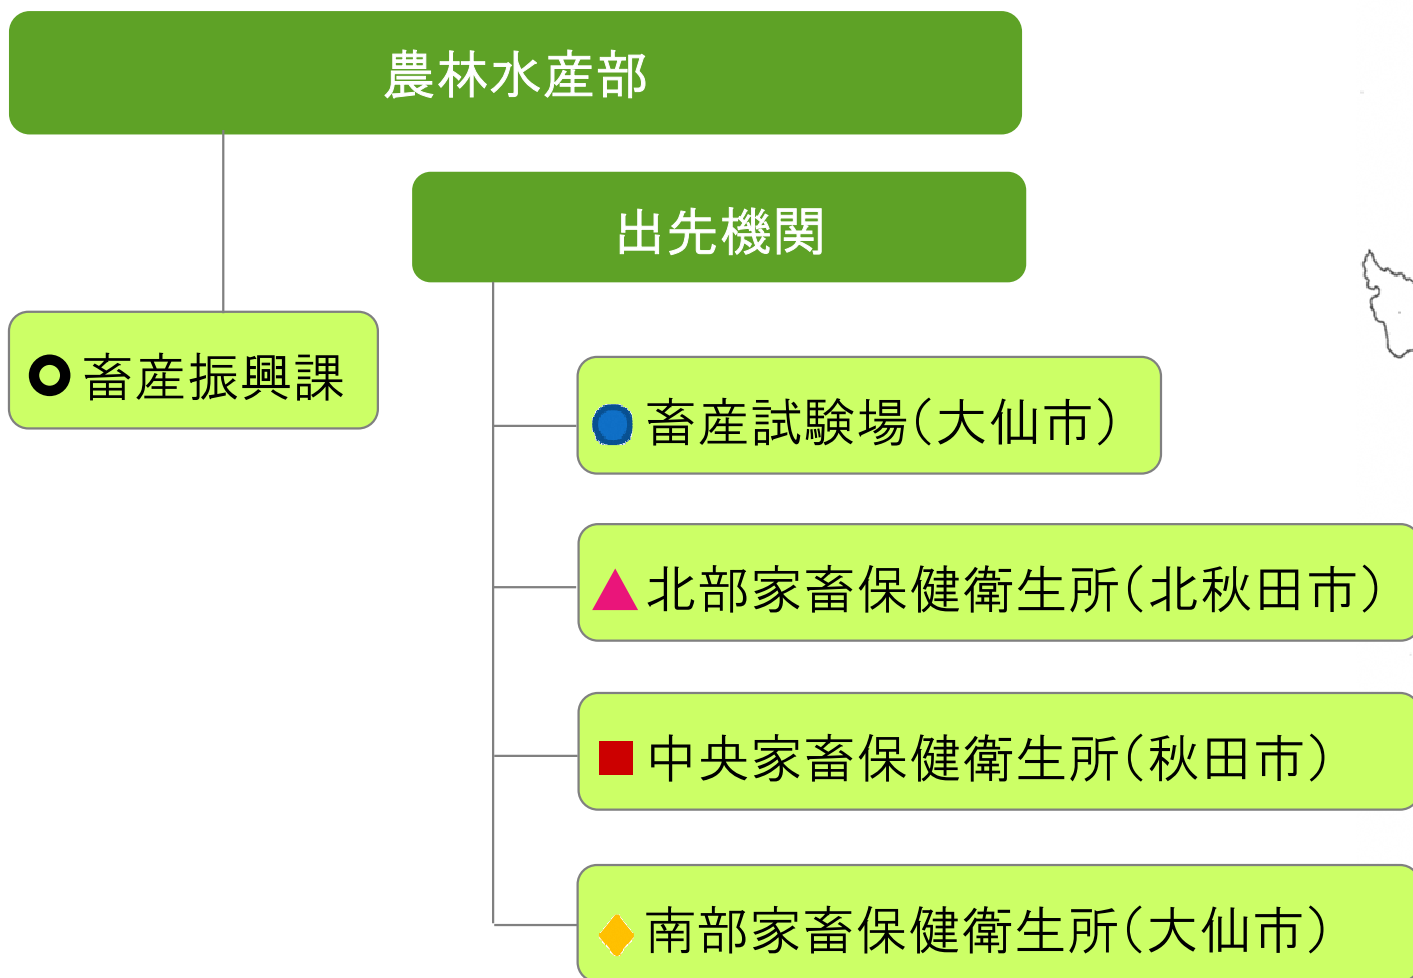 農林水産部
出先機関
畜産振興課
畜産試験場(大仙市)
北部家畜保健衛生所(北秋田市)
中央家畜保健衛生所(秋田市)
南部家畜保健衛生所(大仙市)